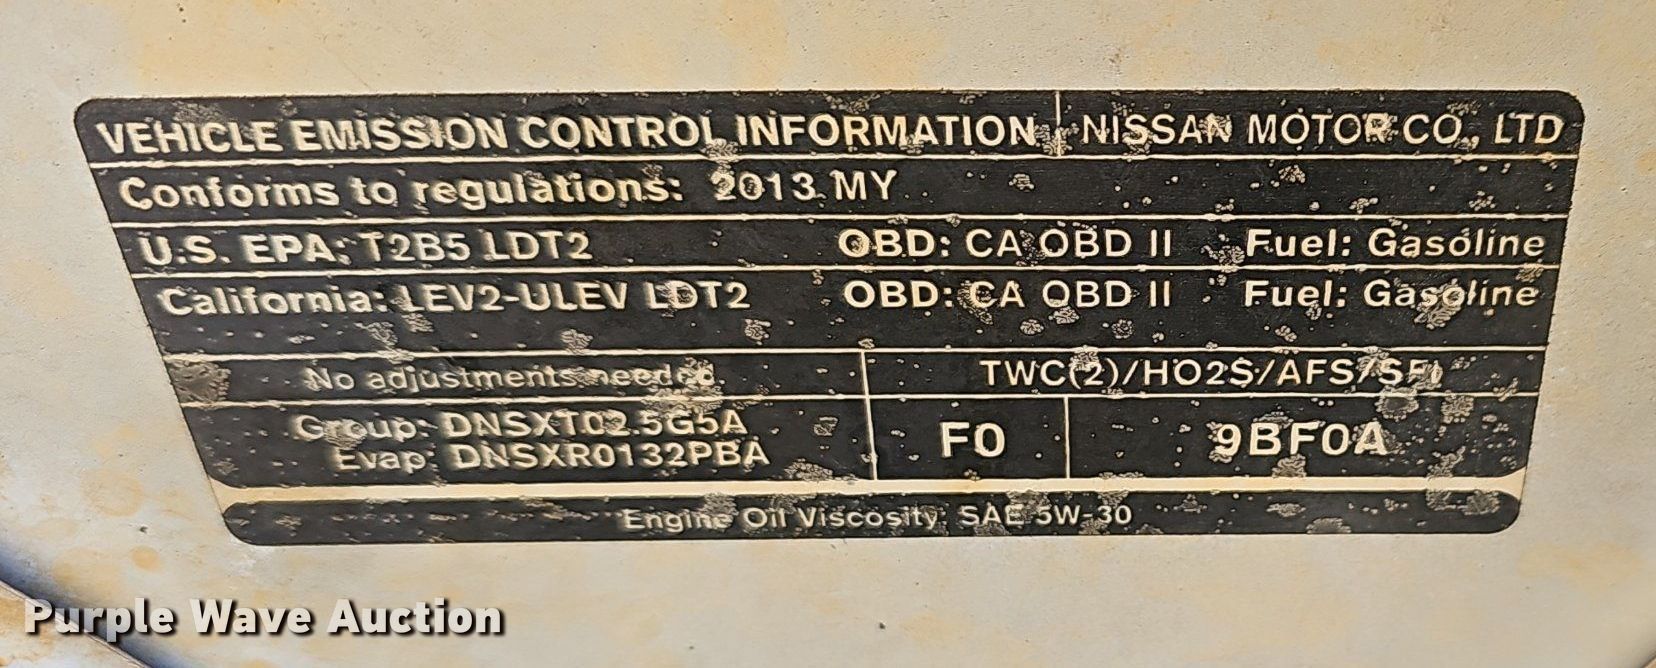 VEHICLE EMISSION CONTROL INFORMATION NISSAN MOTOR CO., LTD
Conforms to regulations: 2013 MY
U.S. EPA: T2B5 LDT2 OBD: CA OBD II Fuel: Gasoline
California: LEV2-ULEV LDT2 OBD: CA OBD II Fuel: Gasoline
No adjustments needed. TWC(2)/HO2S/AFS/SFI
Group: DNSXT02.5G5A
Evap: DNSXR0132PBA
F0 9BF0A
Engine Oil Viscosity: SAE 5W-30
Purple Wave Auction